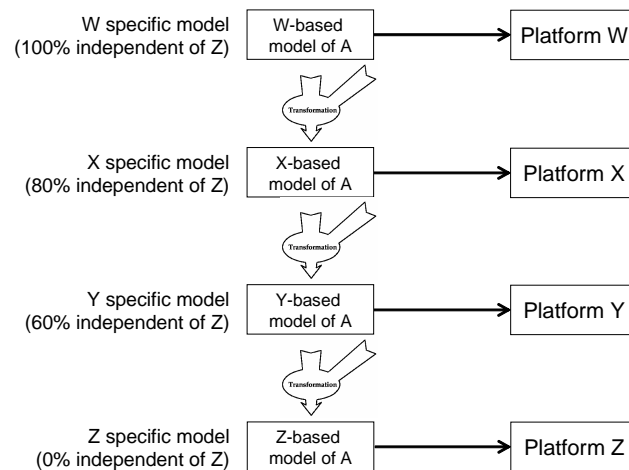 W specific model
(100% independent of Z)
W-based
model of A
Platform W
Transformation
X specific model
(80% independent of Z)
X-based
model of A
Platform X
Transformation
Y specific model
(60% independent of Z)
Y-based
model of A
Platform Y
Transformation
Z specific model
(0% independent of Z)
Z-based
model of A
Platform Z